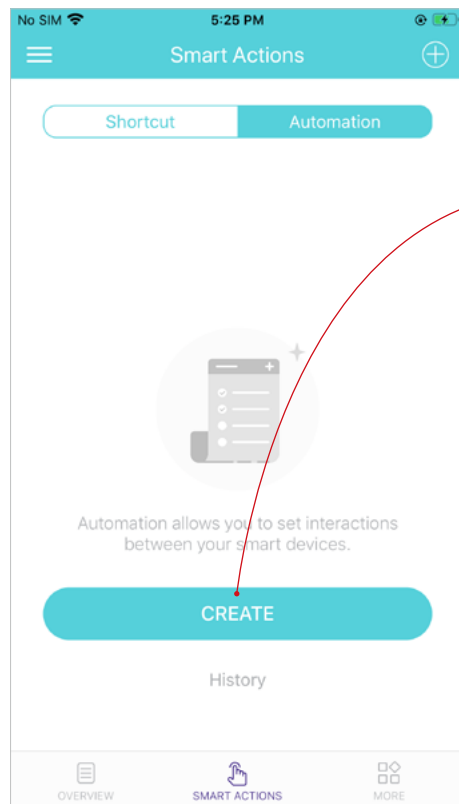 No SIM 5:25 PM
Smart Actions
Shortcut Automation
Automation allows you to set interactions
between your smart devices.
CREATE
History
OVERVIEW SMART ACTIONS MORE